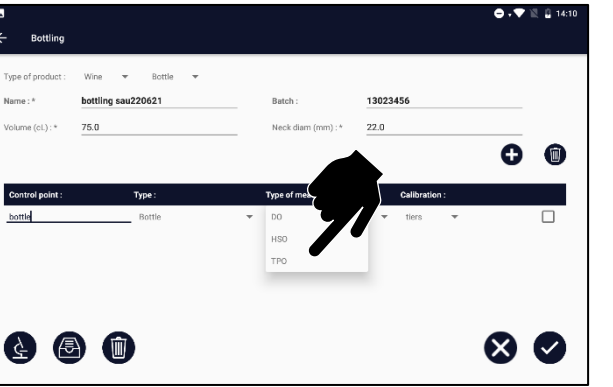 14:10
Bottling
Type of product : Wine Bottle
Name : * bottling sau220621 Batch : 13023456
Volume (cl.) : * 75.0 Neck diam (mm) : * 22.0
Control point : Type : Type of Calibration :
bottle Bottle DO tiers
HSO
TPO